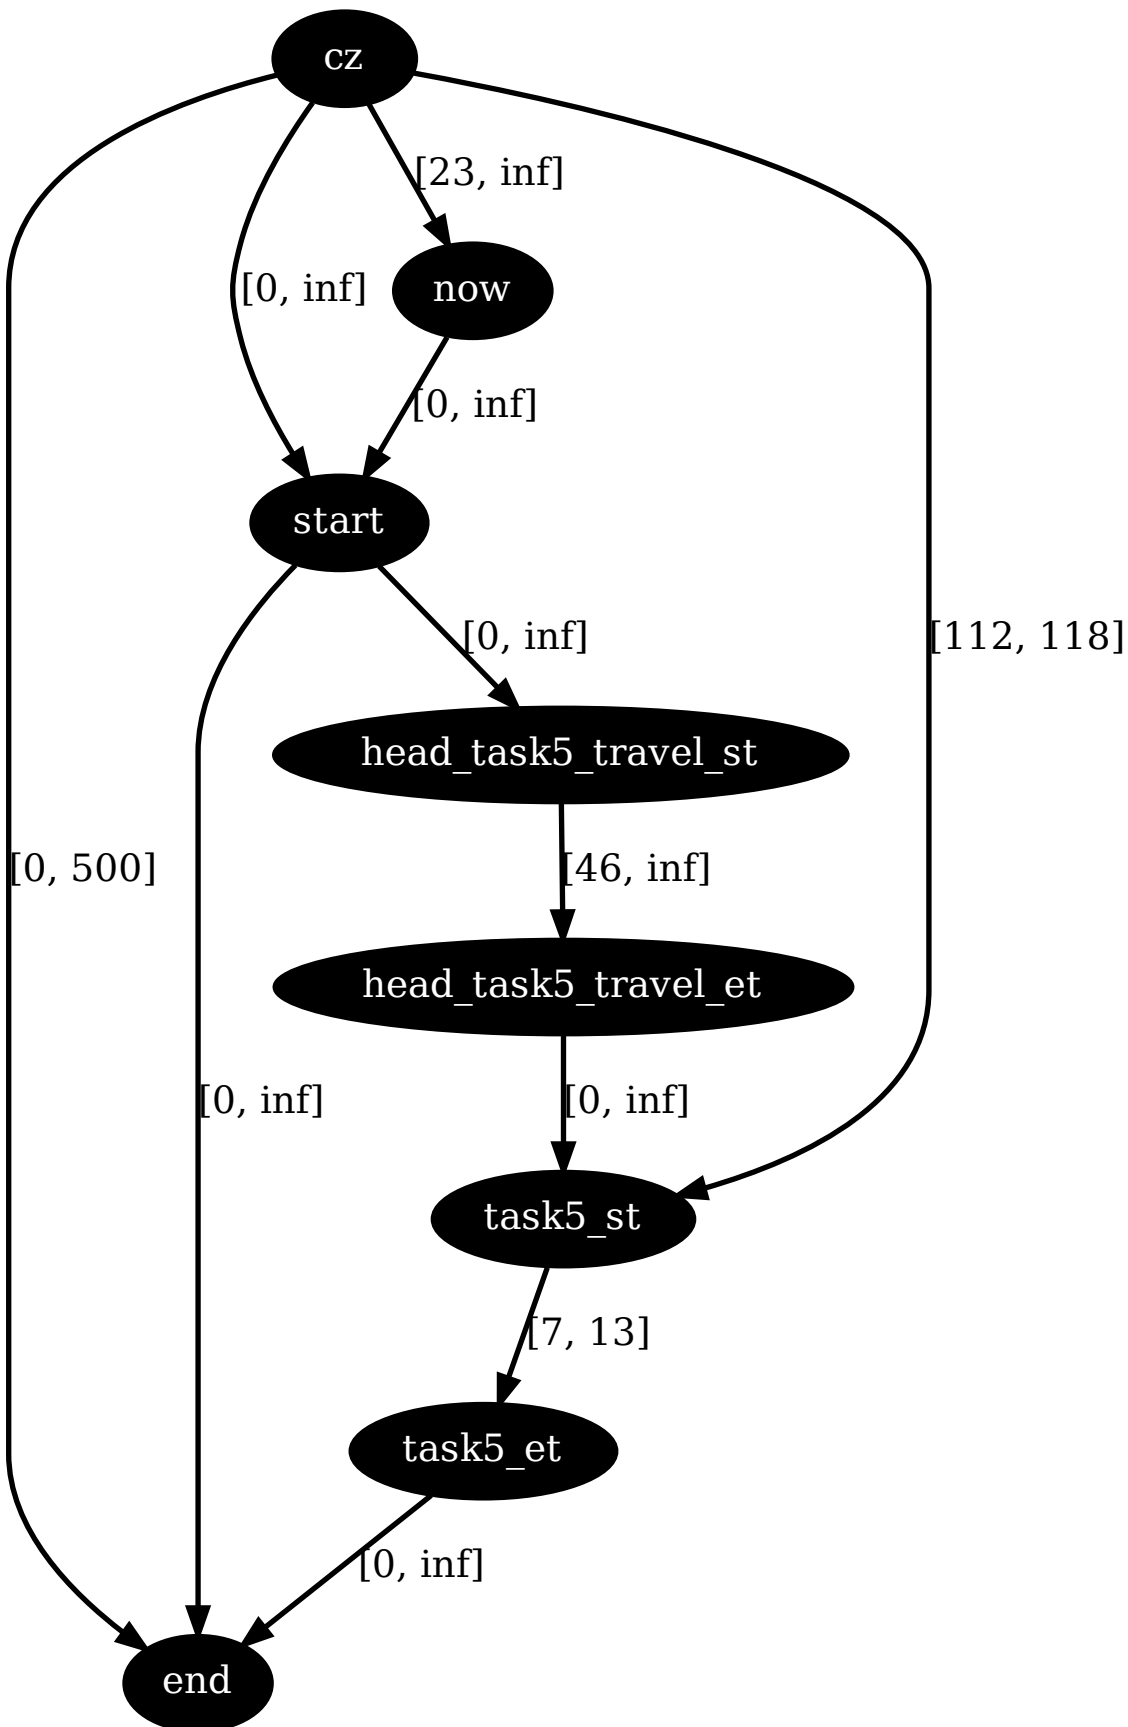 cz
[23, inf]
[0, inf]
now
[0, inf]
start
[0, inf]
[112, 118]
head_task5_travel_st
[0, 500]
[46, inf]
head_task5_travel_et
[0, inf]
[0, inf]
task5_st
[7, 13]
task5_et
[0, inf]
end